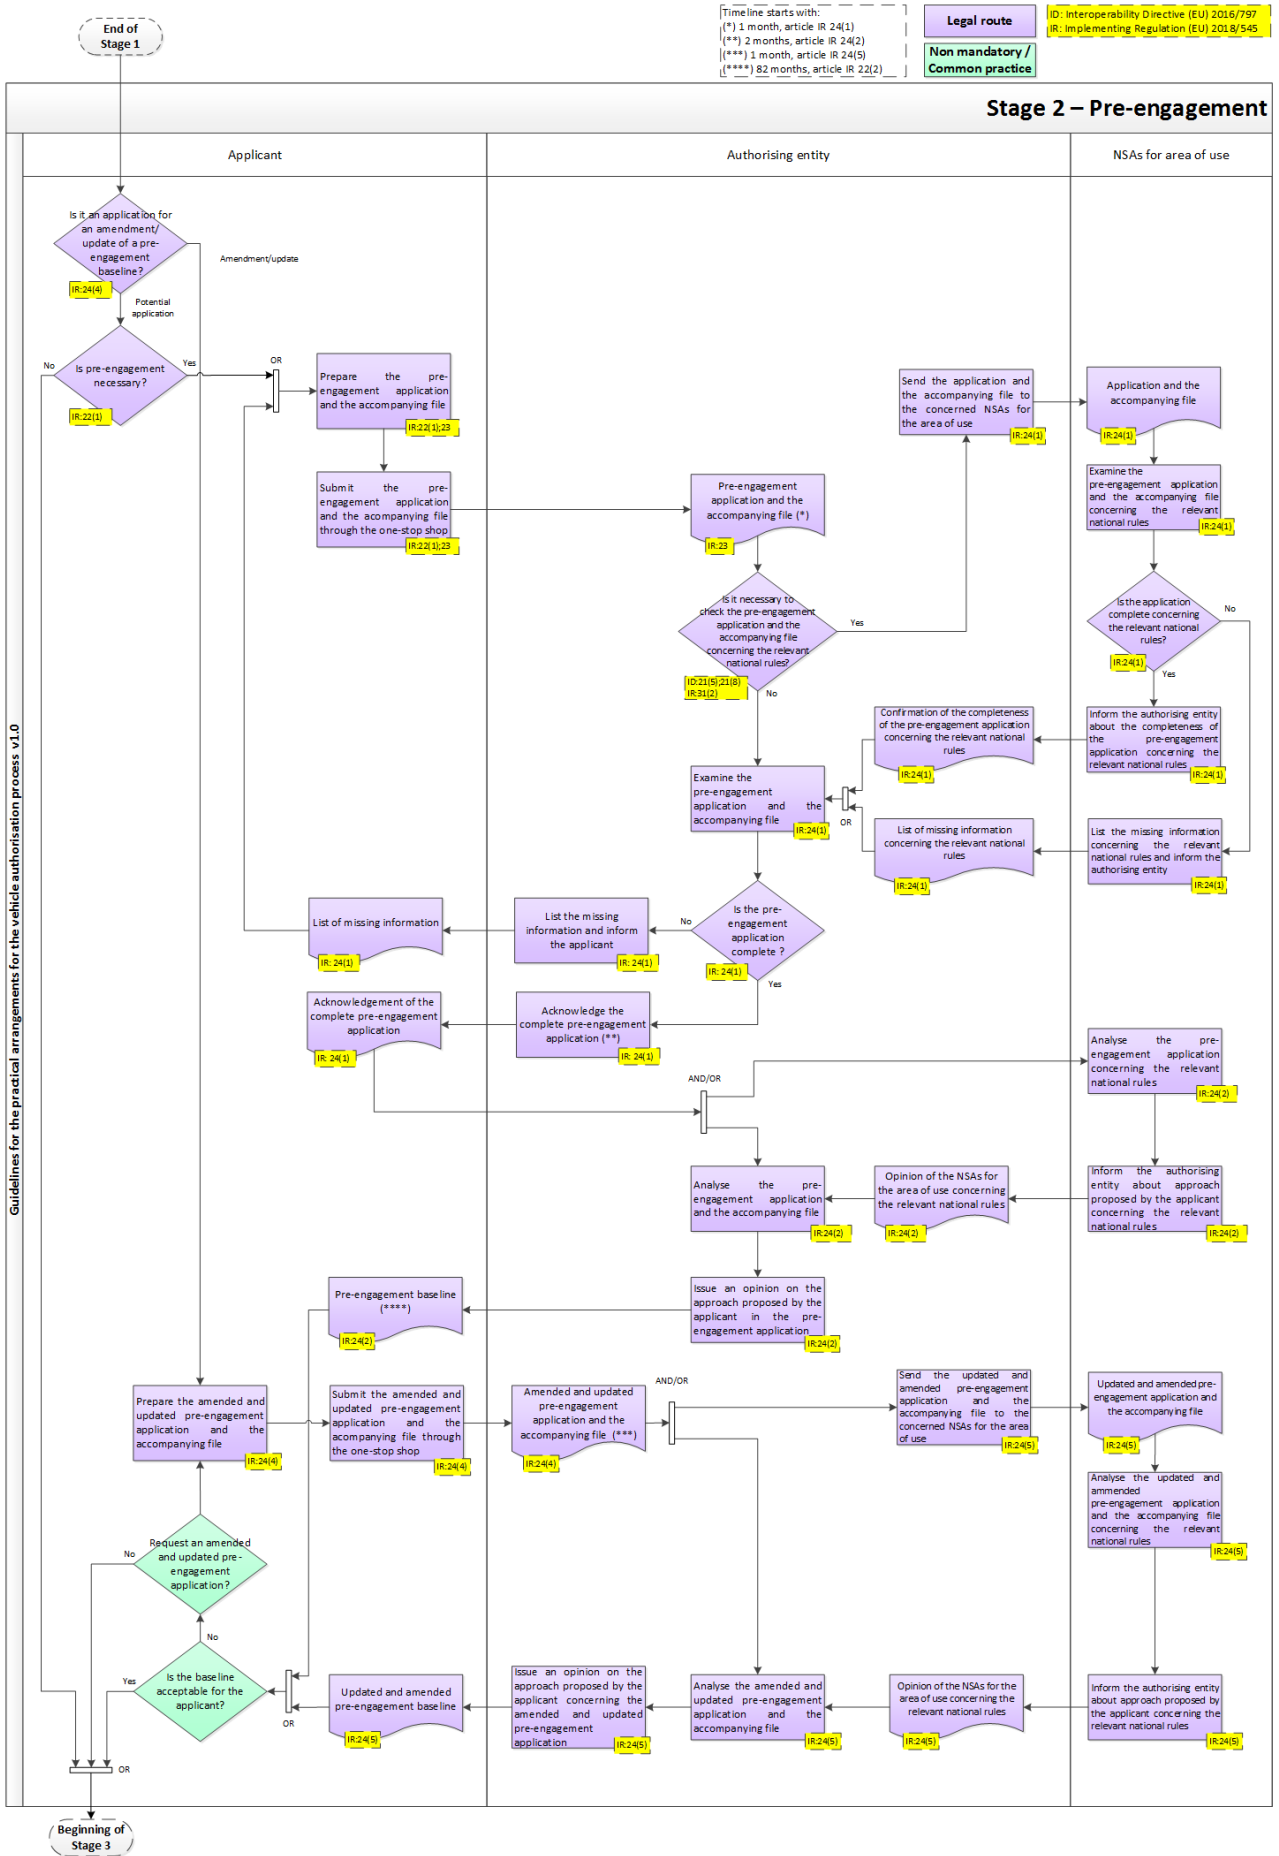 End of
Stage 1
Timeline starts with:
(*) 1 month, article IR 24(1)
(**) 2 months, article IR 24(2)
(***) 1 month, article IR 24(5)
(****) 82 months, article IR 22(2)
Legal route
Non mandatory /
Common practice
ID: Interoperability Directive (EU) 2016/797
IR: Implementing Regulation (EU) 2018/545
Stage 2 – Pre-engagement
Guidelines for the practical arrangements for the vehicle authorisation process v1.0
Applicant
Authorising entity
NSAs for area of use
Is it an application for
an amendment/
update of a pre-
engagement
baseline?
IR:24(4)
Amendment/update
Potential
application
Is pre-engagement
necessary?
IR:22(1)
No
Yes
OR
Prepare the pre-
engagement application
and the accompanying file
IR:22(1);23
Submit the pre-
engagement application
and the acompanying file
through the one-stop shop
IR:22(1);23
Pre-engagement
application and the
accompanying file (*)
IR:23
Is it necessary to
check the pre-engagement
application and the
accompanying file
concerning the relevant
national rules?
ID:21(5);21(8)
IR:31(2)
Yes
No
Send the application and
the accompanying file to
the concerned NSAs for
the area of use
IR:24(1)
Application and the
accompanying file
IR:24(1)
Examine the
pre-engagement application
and the accompanying file
concerning the relevant
national rules
IR:24(1)
Is the application
complete concerning
the relevant national
rules?
IR:24(1)
No
Yes
Inform the authorising entity
about the completeness of
the pre-engagement
application concerning the
relevant national rules
IR:24(1)
Confirmation of the completeness
of the pre-engagement application
concerning the relevant national
rules
IR:24(1)
List the missing information
concerning the relevant
national rules and inform the
authorising entity
IR:24(1)
List of missing information
concerning the relevant national
rules
IR:24(1)
OR
Examine the
pre-engagement
application and the
accompanying file
IR:24(1)
Is the pre-
engagement
application
complete ?
IR: 24(1)
No
Yes
List the missing
information and inform
the applicant
IR: 24(1)
List of missing information
IR: 24(1)
Acknowledge the
complete pre-engagement
application (**)
IR: 24(1)
Acknowledgement of the
complete pre-engagement
application
IR: 24(1)
AND/OR
Analyse the pre-
engagement application
concerning the relevant
national rules
IR:24(2)
Inform the authorising
entity about approach
proposed by the applicant
concerning the relevant
national rules
IR:24(2)
Opinion of the NSAs for
the area of use concerning
the relevant national rules
IR:24(2)
Analyse the pre-
engagement application
and the accompanying file
IR:24(2)
Issue an opinion on the
approach proposed by the
applicant in the pre-
engagement application
IR:24(2)
Pre-engagement baseline
(****)
IR:24(2)
Prepare the amended and
updated pre-engagement
application and the
accompanying file
IR:24(4)
Submit the amended and
updated pre-engagement
application and the
acompanying file through
the one-stop shop
IR:24(4)
Amended and updated
pre-engagement
application and the
accompanying file (***)
IR:24(4)
AND/OR
Send the updated and
amended pre-engagement
application and the
accompanying file to the
concerned NSAs for the area
of use
IR:24(5)
Updated and amended pre-
engagement application and
the accompanying file
IR:24(5)
Analyse the updated and
ammended
pre-engagement application
and the accompanying file
concerning the relevant
national rules
IR:24(5)
Request an amended
and updated pre-
engagement
application?
No
No
Is the baseline
acceptable for the
applicant?
Yes
OR
Updated and amended
pre-engagement baseline
IR:24(5)
Issue an opinion on the
approach proposed by the
applicant concerning the
amended and updated
pre-engagement
application
IR:24(5)
Analyse the amended and
updated pre-engagement
application and the
accompanying file
IR:24(5)
Opinion of the NSAs for the
area of use concerning the
relevant national rules
IR:24(5)
Inform the authorising entity
about approach proposed by
the applicant concerning the
relevant national rules
IR:24(5)
OR
Beginning of
Stage 3